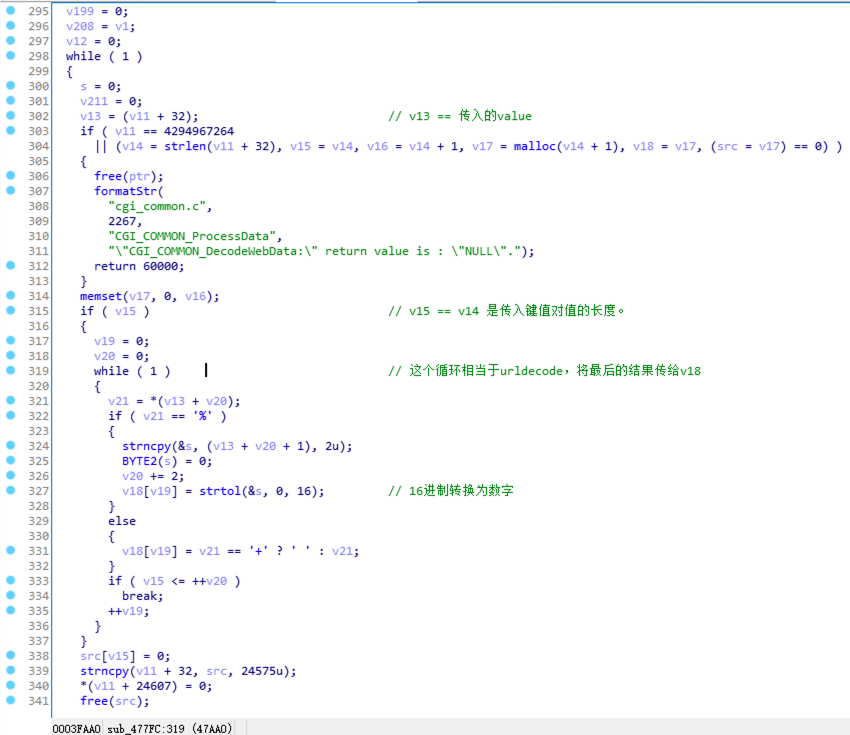 295 v199 = 0;
296 v208 = v1;
297 v12 = 0;
298 while ( 1 )
299 {
300 s = 0;
301 v211 = 0;
302 v13 = (v11 + 32); // v13 == 传入的value
303 if ( v11 == 4294967264
304 || (v14 = strlen(v11 + 32), v15 = v14, v16 = v14 + 1, v17 = malloc(v14 + 1), v18 = v17, (src = v17) == 0) )
305 {
306 free(ptr);
307 formatStr(
308 "cgi_common.c",
309 2267,
310 "CGI_COMMON_ProcessData",
311 "\"CGI_COMMON_DecodeWebData:\" return value is : \"NULL\".");
312 return 60000;
313 }
314 memset(v17, 0, v16);
315 if ( v15 ) // v15 == v14 是传入键值对值的长度。
316 {
317 v19 = 0;
318 v20 = 0;
319 while ( 1 ) // 这个循环相当于urldecode，将最后的结果传给v18
320 {
321 v21 = *(v13 + v20);
322 if ( v21 == '%' )
323 {
324 strncpy(&s, (v13 + v20 + 1), 2u);
325 BYTE2(s) = 0;
326 v20 += 2;
327 v18[v19] = strtol(&s, 0, 16); // 16进制转换为数字
328 }
329 else
330 {
331 v18[v19] = v21 == '+' ? ' ' : v21;
332 }
333 if ( v15 <= ++v20 )
334 break;
335 ++v19;
336 }
337 }
338 src[v15] = 0;
339 strncpy(v11 + 32, src, 24575u);
340 *(v11 + 24607) = 0;
341 free(src);
0003FAA0 sub_477FC:319 (47AA0)